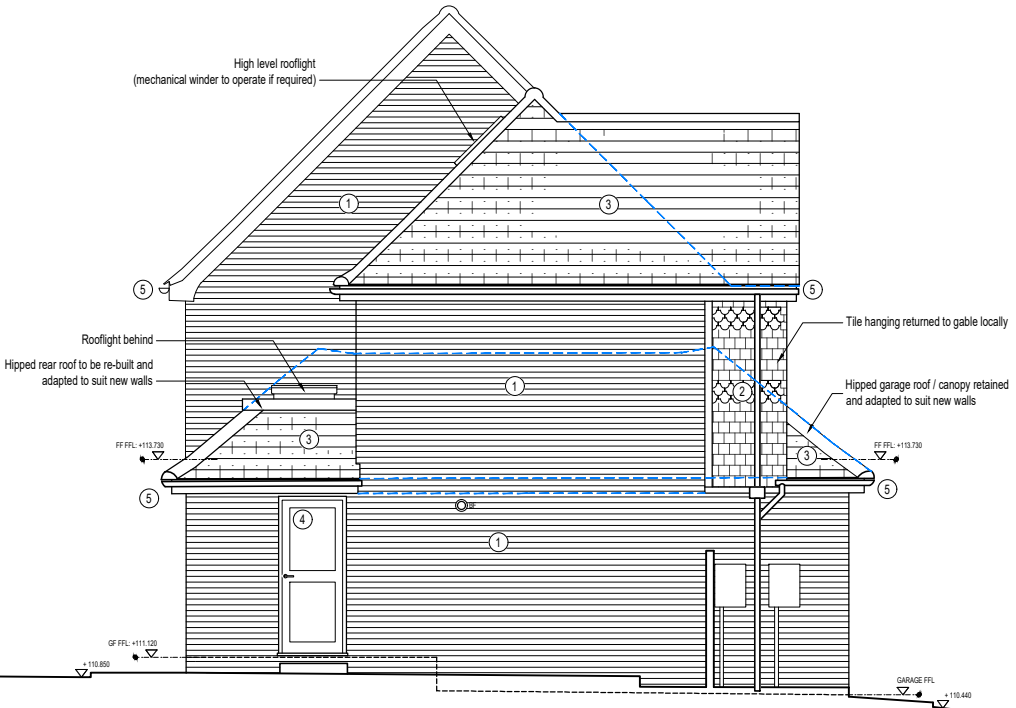 High level rooflight
(mechanical winder to operate if required)
1
3
5
5
Tile hanging returned to gable locally
Rooflight behind
Hipped rear roof to be re-built and
adapted to suit new walls
1
2
Hipped garage roof / canopy retained
and adapted to suit new walls
3
3
FF FFL: +113.730
FF FFL: +113.730
5
5
4
BF
1
GF FFL: +111.120
+ 110.850
GARAGE FFL
+ 110.440